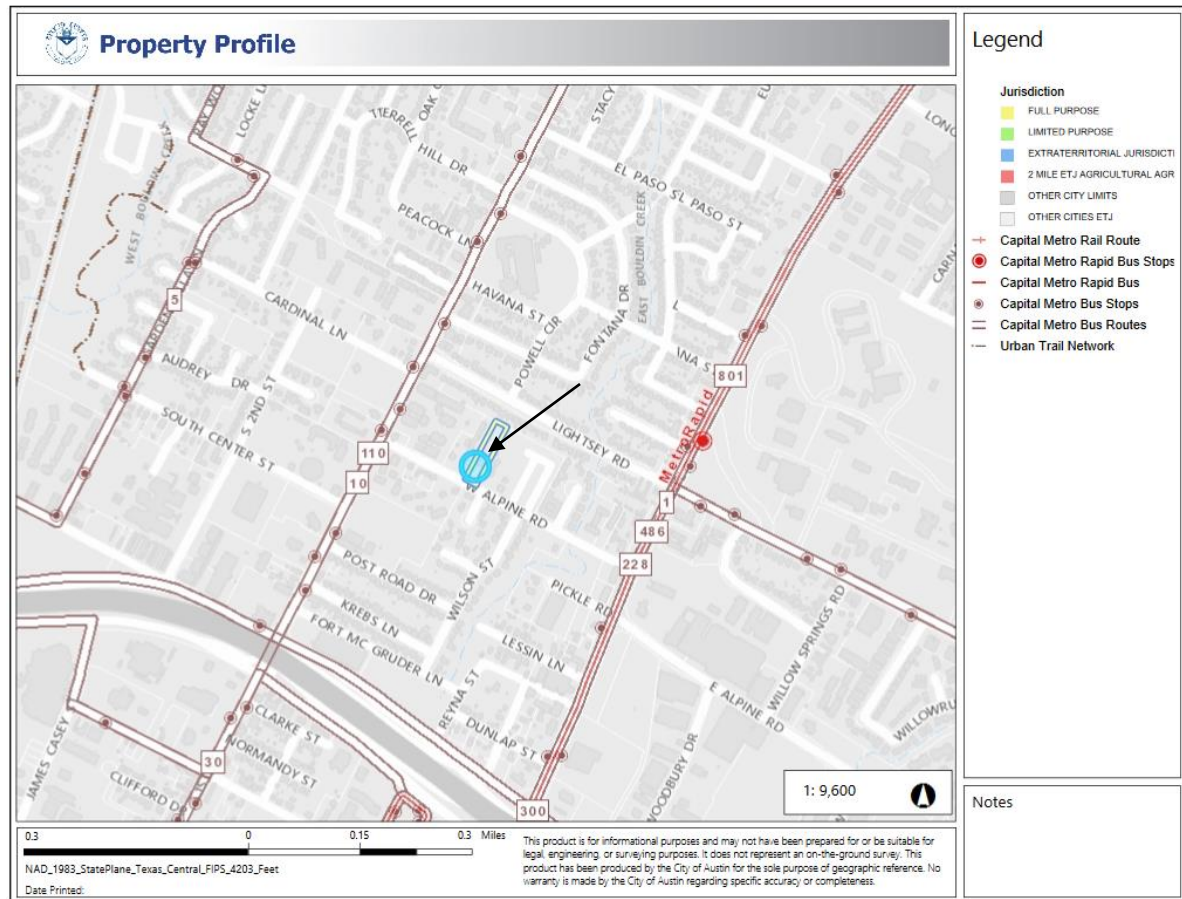 Property Profile
Legend
Jurisdiction
FULL PURPOSE
LIMITED PURPOSE
EXTRATERRITORIAL JURISDICTI
2 MILE ETJ AGRICULTURAL AGR
OTHER CITY LIMITS
OTHER CITIES ETJ
Capital Metro Rail Route
Capital Metro Rapid Bus Stops
Capital Metro Rapid Bus
Capital Metro Bus Stops
Capital Metro Bus Routes
Urban Trail Network
Notes
LOCKE L
OAK
STACY
EU
LONG
TERRELL HILL DR
WEST BOULDIN CREE
PEACOCK LN
EL PASO S
L PASO ST
EAST BOULDIN CREEK
CARN
HAVANA ST
FONTANA DR
POWELL CIR
CARDINAL LN
5
AUDREY DR
S 2ND ST
L
NA S
801
MetroRapid
SOUTH CENTER ST
LIGHTSEY RD
110
10
W ALPINE RD
1
486
228
POST ROAD DR
WILSON ST
PICKLE RD
KREBS LN
FORT MC GRUDER LN
LESSIN LN
WILLOW SPRINGS RD
REYNA ST
E ALPINE RD
WILLOWRU
CLARKE ST
DUNLAP ST
NORMANDY ST
WOODBURY DR
JAMES CASEY
30
CLIFFORD DR
300
1: 9,600
0.3 0 0.15 0.3 Miles
NAD_1983_StatePlane_Texas_Central_FIPS_4203_Feet
Date Printed:
This product is for informational purposes and may not have been prepared for or be suitable for
legal, engineering, or surveying purposes. It does not represent an on-the-ground survey. This
product has been produced by the City of Austin for the sole purpose of geographic reference. No
warranty is made by the City of Austin regarding specific accuracy or completeness.